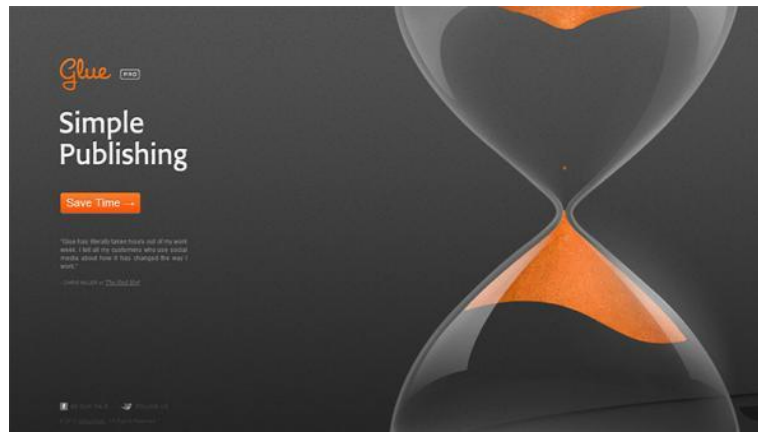 Glue PRO
Simple
Publishing
Save Time →
"Glue has literally taken hours out of my work
week. I tell all my customers who use social
media about how it has changed the way I
work."